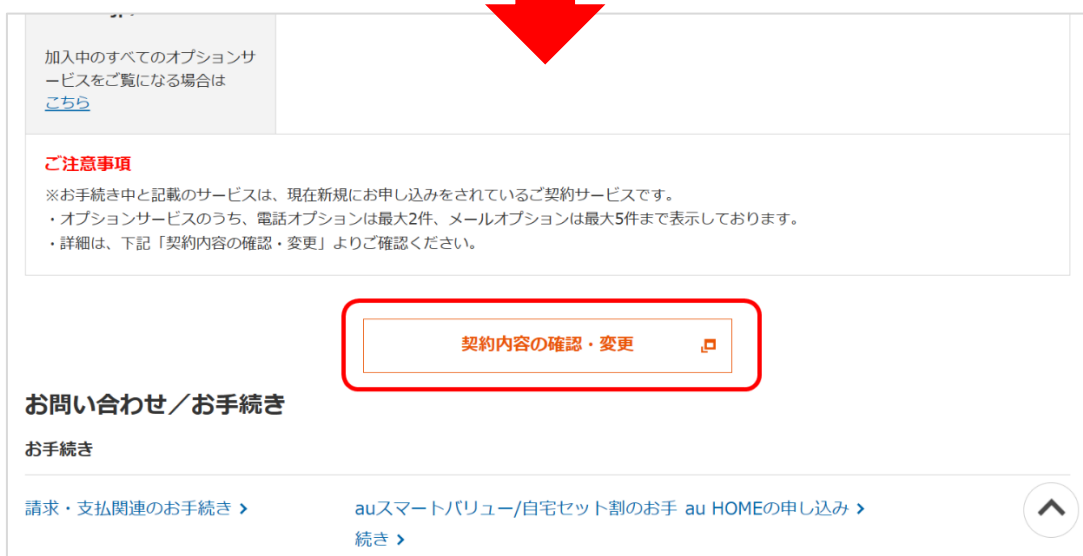 加入中のすべてのオプションサ
ービスをご覧になる場合は
こちら
ご注意事項
※お手続き中と記載のサービスは、現在新規にお申し込みをされているご契約サービスです。
・オプションサービスのうち、電話オプションは最大2件、メールオプションは最大5件まで表示しております。
・詳細は、下記「契約内容の確認・変更」よりご確認ください。
契約内容の確認・変更
お問い合わせ／お手続き
お手続き
請求・支払関連のお手続き
auスマートバリュー/自宅セット割のお手
続き
au HOMEの申し込み